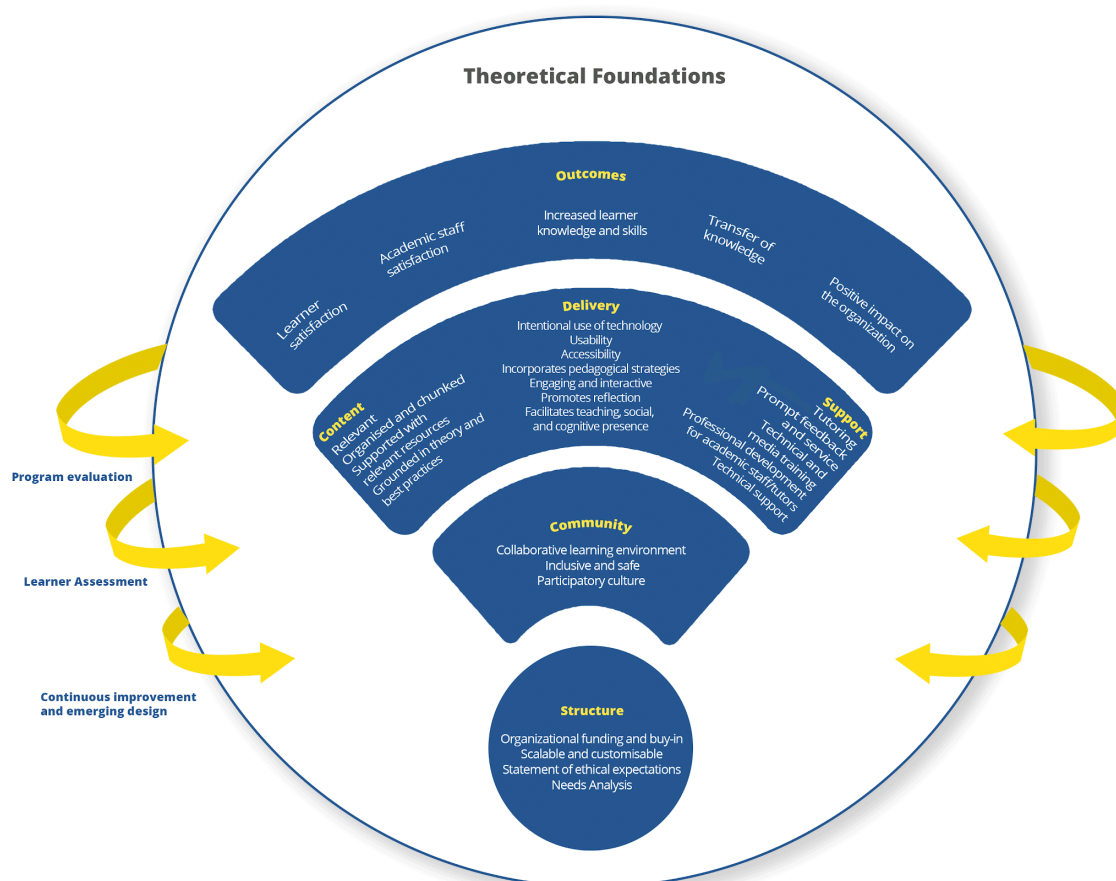 Theoretical Foundations
Outcomes
Learner
satisfaction
Academic staff
satisfaction
Increased learner
knowledge and skills
Transfer of
knowledge
Positive impact on
the organization
Content
Relevant
Organised and chunked
Supported with
relevant resources
Grounded in theory and
best practices
Delivery
Intentional use of technology
Usability
Accessibility
Incorporates pedagogical strategies
Engaging and interactive
Promotes reflection
Facilitates teaching, social,
and cognitive presence
Support
Tutoring
Prompt feedback
and service
Technical and
media training
Professional development
for academic staff/tutors
Technical support
Community
Collaborative learning environment
Inclusive and safe
Participatory culture
Structure
Organizational funding and buy-in
Scalable and customisable
Statement of ethical expectations
Needs Analysis
Program evaluation
Learner Assessment
Continuous improvement
and emerging design